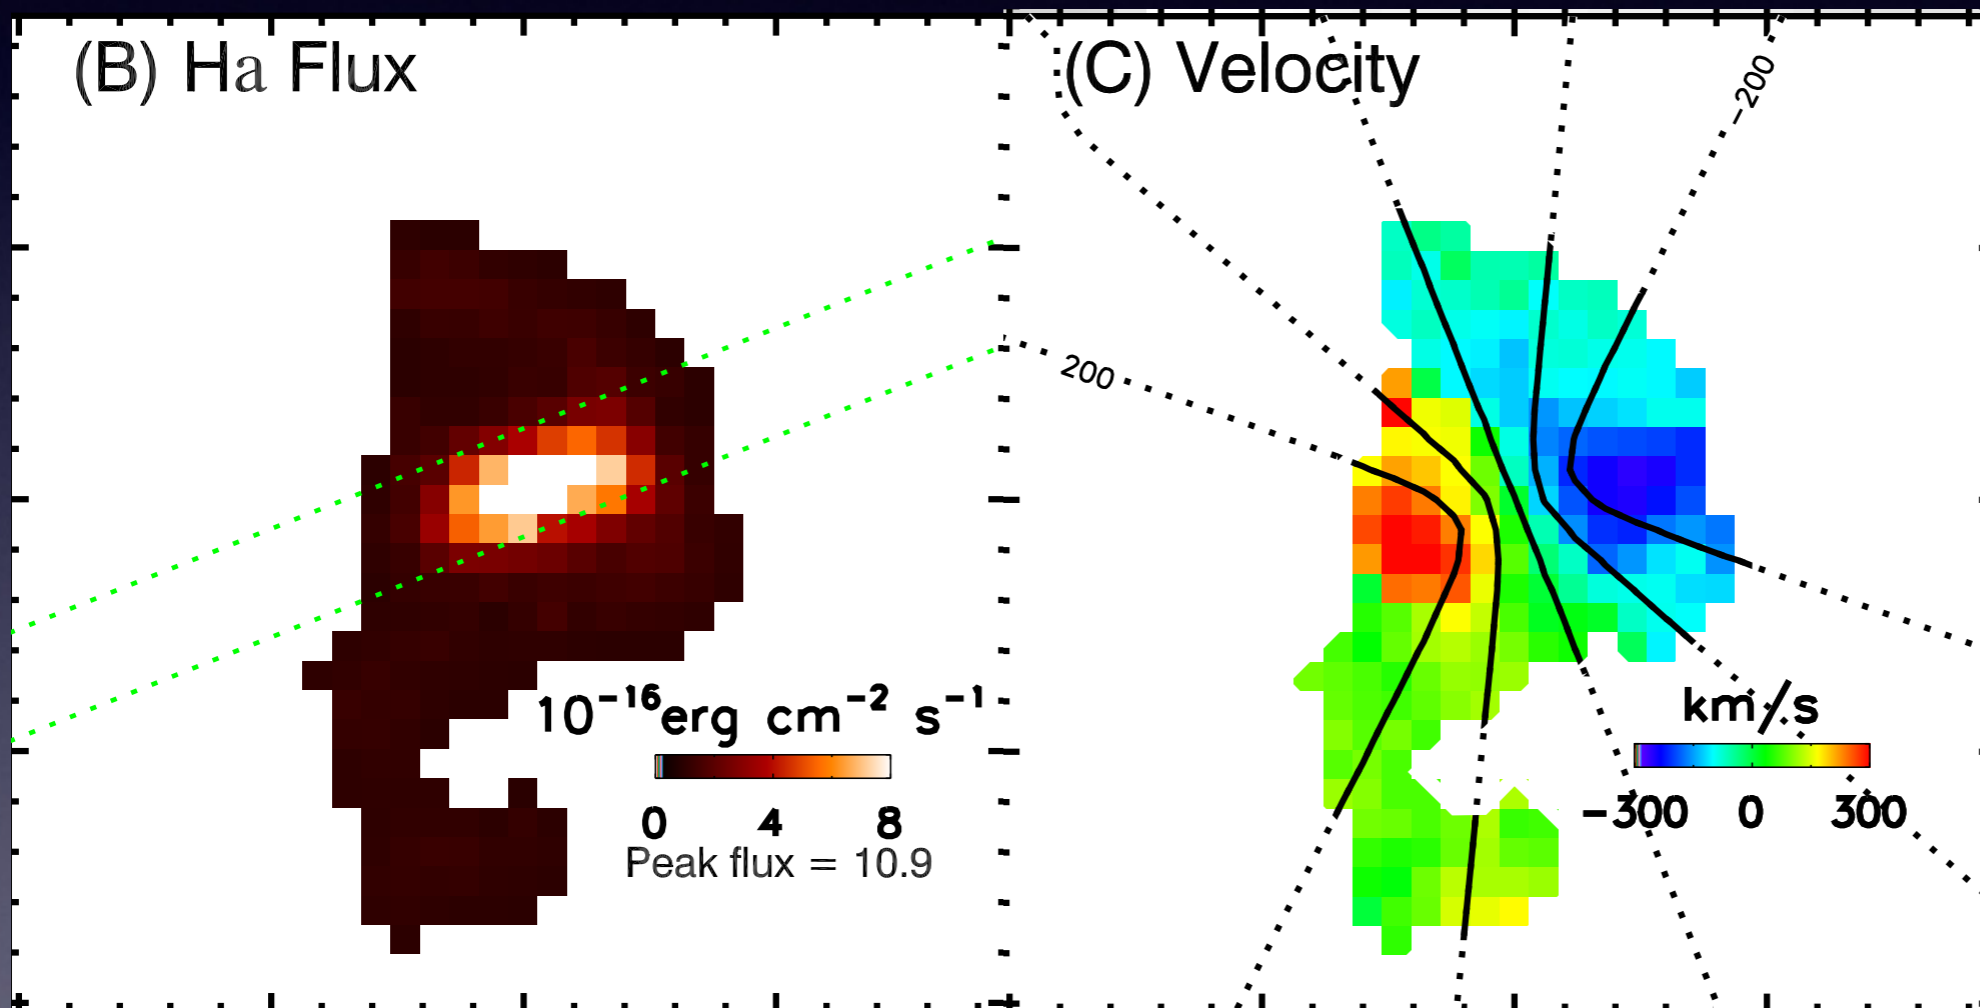 (B) Ha Flux
10⁻¹⁶erg cm⁻² s⁻¹
0 4 8
Peak flux = 10.9
(C) Velocity
−200
200
km/s
−300 0 300